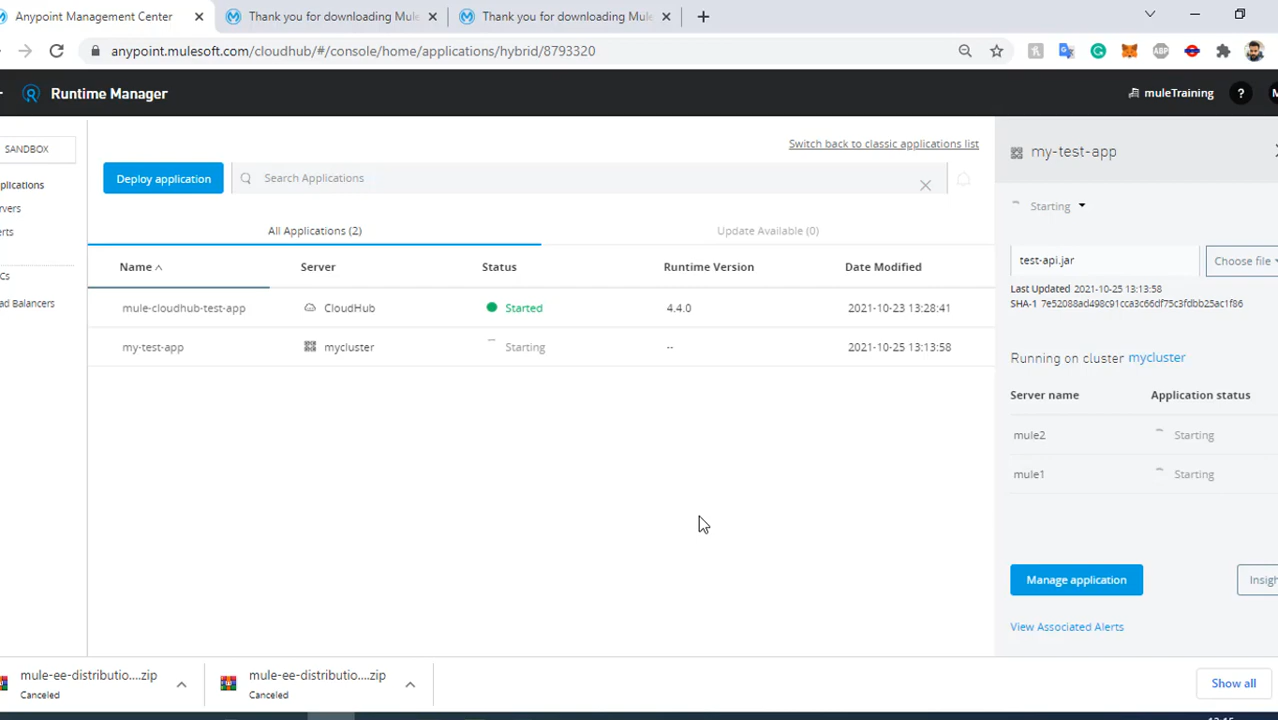 Anypoint Management Center
Thank you for downloading Mule
Thank you for downloading Mule
anypoint.mulesoft.com/cloudhub/#/console/home/applications/hybrid/8793320
Runtime Manager
muleTraining
?
M
SANDBOX
plications
rvers
erts
Cs
ad Balancers
Switch back to classic applications list
Deploy application
Search Applications
All Applications (2)
Update Available (0)
Name
Server
Status
Runtime Version
Date Modified
mule-cloudhub-test-app
CloudHub
Started
4.4.0
2021-10-23 13:28:41
my-test-app
mycluster
Starting
--
2021-10-25 13:13:58
my-test-app
Starting
test-api.jar
Choose file
Last Updated 2021-10-25 13:13:58
SHA-1 7e52088ad498c91cca3c66df75c3fdbb25ac1f86
Running on cluster mycluster
Server name
Application status
mule2
Starting
mule1
Starting
Manage application
Insigh
View Associated Alerts
mule-ee-distributio....zip
Canceled
mule-ee-distributio....zip
Canceled
Show all